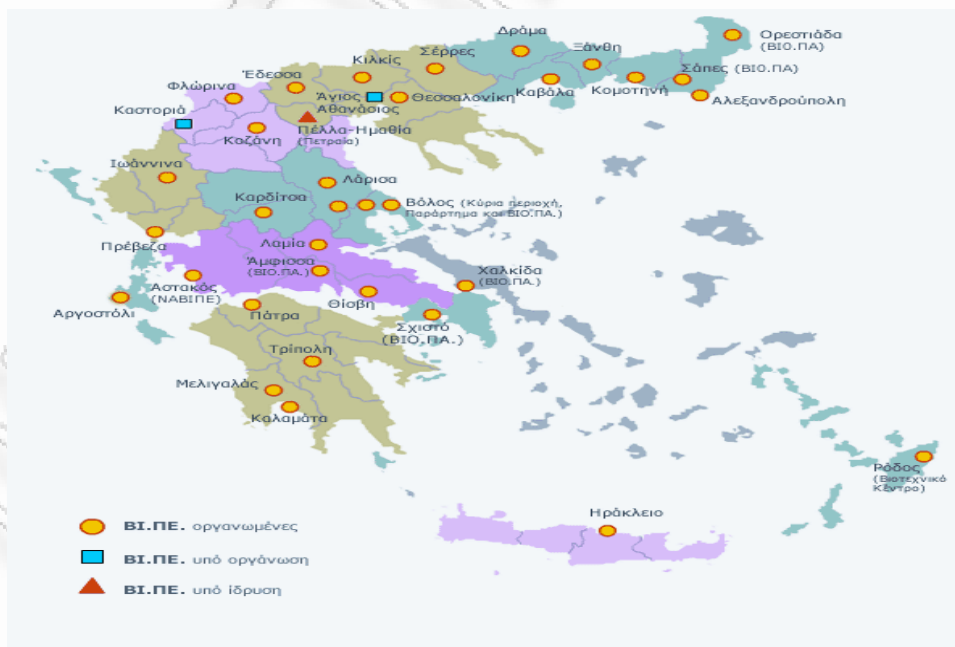 Ορεστιάδα
(ΒΙΟ.ΠΑ)
Δράμα
Ξάνθη
Σέρρες
Κιλκίς
Σάπες (ΒΙΟ.ΠΑ)
Έδεσσα
Φλώρινα
Άγιος
Αθανάσιος
Θεσσαλονίκη
Καβάλα
Κομοτηνή
Αλεξανδρούπολη
Καστοριά
Κοζάνη
Πέλλα-Ημαθία
(Πετραία)
Ιωάννινα
Λάρισα
Καρδίτσα
Βόλος (Κύρια περιοχή,
Παράρτημα και ΒΙΟ.ΠΑ.)
Πρέβεζα
Λαμία
Άμφισσα
(ΒΙΟ.ΠΑ.)
Χαλκίδα
(ΒΙΟ.ΠΑ.)
Αστακός
(ΝΑΒΙΠΕ)
Θίσβη
Αργοστόλι
Πάτρα
Σχιστό
(ΒΙΟ.ΠΑ.)
Τρίπολη
Μελιγαλάς
Καλαμάτα
Ρόδος
(Βιοτεχνικό
Κέντρο)
Ηράκλειο
ΒΙ.ΠΕ. οργανωμένες
ΒΙ.ΠΕ. υπό οργάνωση
ΒΙ.ΠΕ. υπό ίδρυση